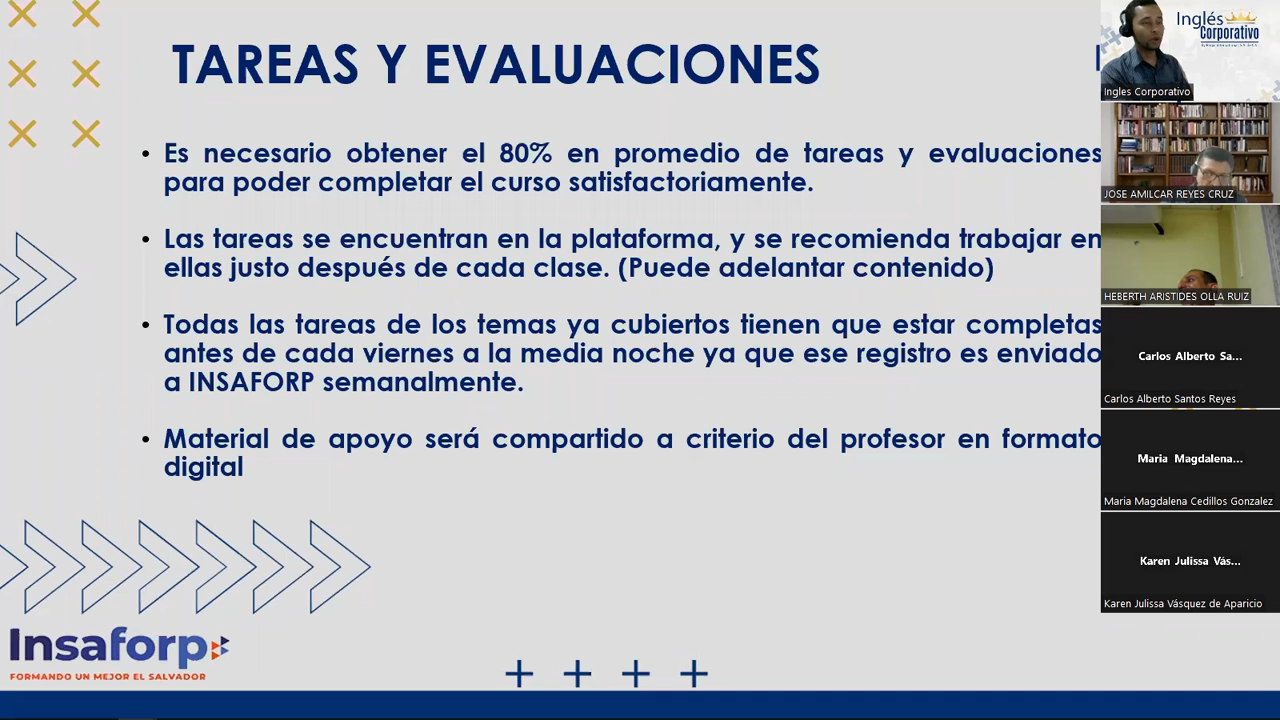 TAREAS Y EVALUACIONES
• Es necesario obtener el 80% en promedio de tareas y evaluaciones
para poder completar el curso satisfactoriamente.
• Las tareas se encuentran en la plataforma, y se recomienda trabajar en
ellas justo después de cada clase. (Puede adelantar contenido)
• Todas las tareas de los temas ya cubiertos tienen que estar completas
antes de cada viernes a la media noche ya que ese registro es enviado
a INSAFORP semanalmente.
• Material de apoyo será compartido a criterio del profesor en formato
digital
Insaforp
FORMANDO UN MEJOR EL SALVADOR
Inglés
Corporativo
Ingles Corporativo
JOSE AMILCAR REYES CRUZ
HEBERTH ARISTIDES OLLA RUIZ
Carlos Alberto Sa...
Carlos Alberto Santos Reyes
Maria Magdalena...
Maria Magdalena Cedillos Gonzalez
Karen Julissa Vás...
Karen Julissa Vásquez de Aparicio